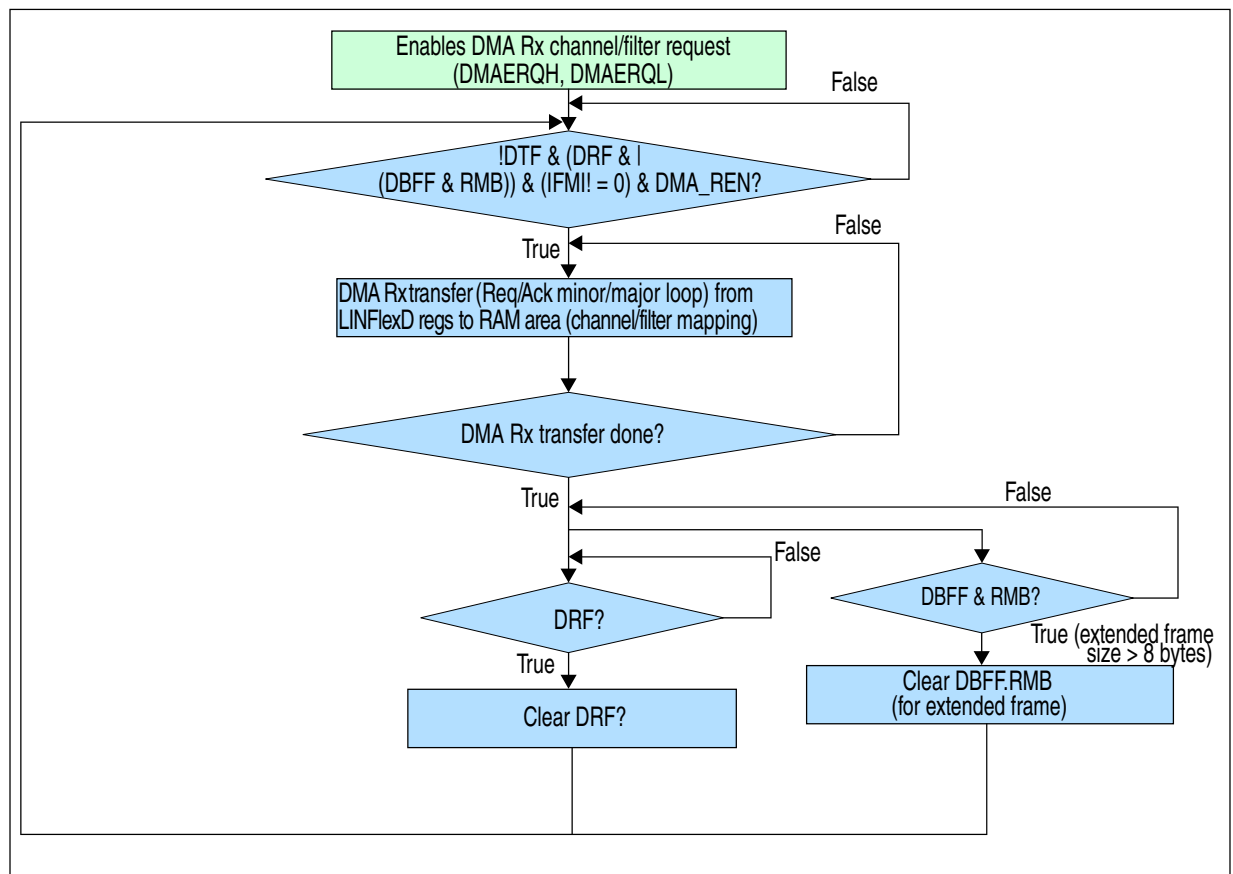 Enables DMA Rx channel/filter request
(DMAERQH, DMAERQL)
False
!DTF & (DRF & |
(DBFF & RMB)) & (IFMI! = 0) & DMA_REN?
True
False
DMA Rx transfer (Req/Ack minor/major loop) from
LINFlexD regs to RAM area (channel/filter mapping)
DMA Rx transfer done?
True
False
False
DRF?
DBFF & RMB?
True
True (extended frame
size > 8 bytes)
Clear DRF?
Clear DBFF.RMB
(for extended frame)